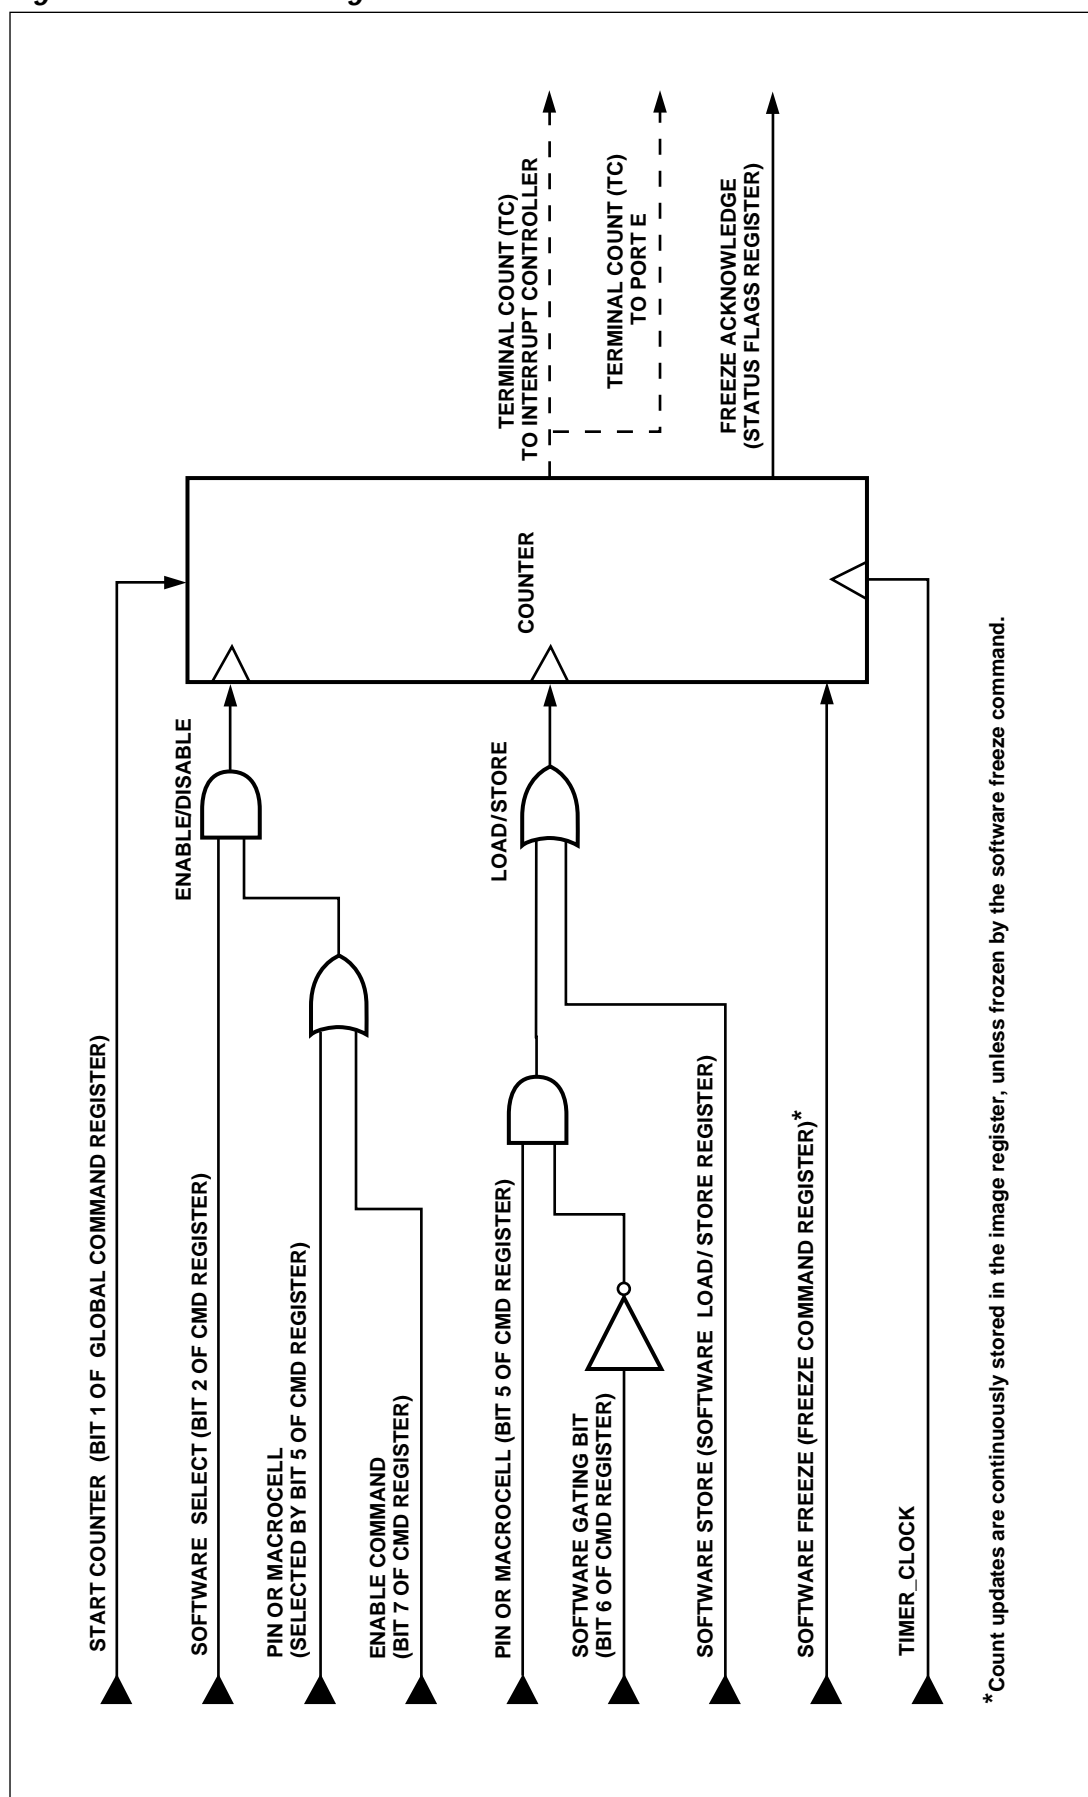 START COUNTER (BIT 1 OF GLOBAL COMMAND REGISTER)
SOFTWARE SELECT (BIT 2 OF CMD REGISTER)
PIN OR MACROCELL
(SELECTED BY BIT 5 OF CMD REGISTER)
ENABLE COMMAND
(BIT 7 OF CMD REGISTER)
PIN OR MACROCELL (BIT 5 OF CMD REGISTER)
SOFTWARE GATING BIT
(BIT 6 OF CMD REGISTER)
SOFTWARE STORE (SOFTWARE LOAD/ STORE REGISTER)
SOFTWARE FREEZE (FREEZE COMMAND REGISTER)*
TIMER_CLOCK
ENABLE/DISABLE
LOAD/STORE
COUNTER
TERMINAL COUNT (TC)
TO INTERRUPT CONTROLLER
TERMINAL COUNT (TC)
TO PORT E
FREEZE ACKNOWLEDGE
(STATUS FLAGS REGISTER)
*Count updates are continuously stored in the image register, unless frozen by the software freeze command.